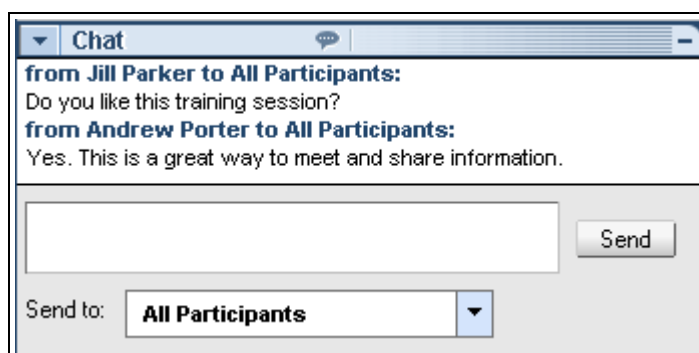 Chat
from Jill Parker to All Participants:
Do you like this training session?
from Andrew Porter to All Participants:
Yes. This is a great way to meet and share information.
Send
Send to: All Participants